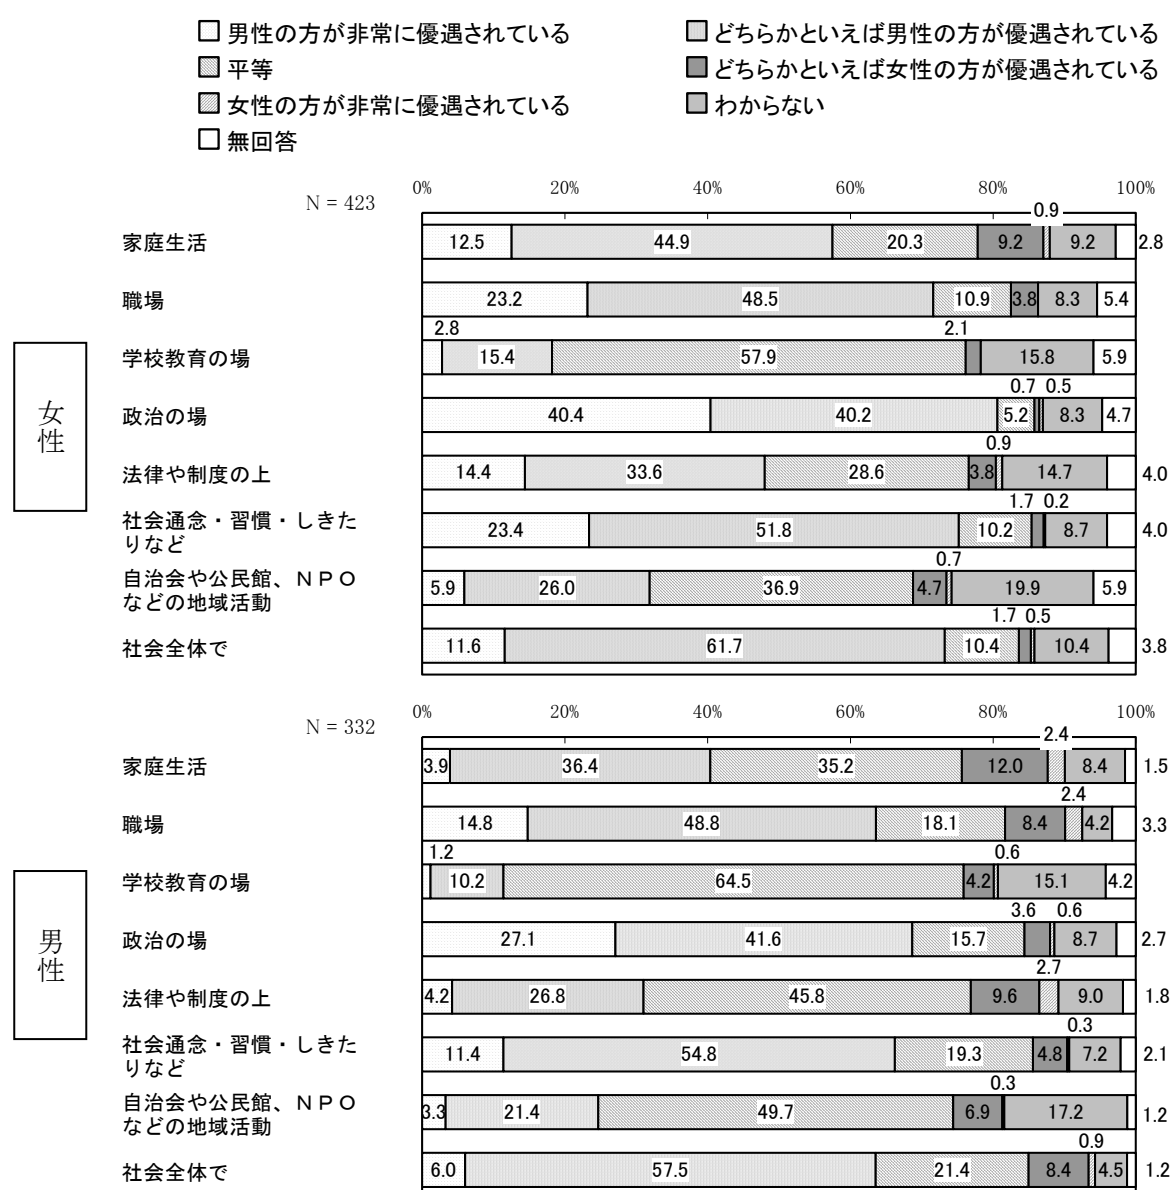 男性の方が非常に優遇されている
どちらかといえば男性の方が優遇されている
平等
どちらかといえば女性の方が優遇されている
女性の方が非常に優遇されている
わからない
無回答
N = 423
0% 20% 40% 60% 80% 100%
0.9
家庭生活 12.5 44.9 20.3 9.2 9.2 2.8
職場 23.2 48.5 10.9 3.8 8.3 5.4
2.8 2.1
学校教育の場 15.4 57.9 15.8 5.9
0.7 0.5
政治の場 40.4 40.2 5.2 8.3 4.7
0.9
法律や制度の上 14.4 33.6 28.6 3.8 14.7 4.0
1.7 0.2
社会通念・習慣・しきた
りなど
23.4 51.8 10.2 8.7 4.0
0.7
自治会や公民館、ＮＰＯ
などの地域活動
5.9 26.0 36.9 4.7 19.9 5.9
1.7 0.5
社会全体で 11.6 61.7 10.4 10.4 3.8
女性
N = 332
0% 20% 40% 60% 80% 100%
2.4
家庭生活 3.9 36.4 35.2 12.0 8.4 1.5
2.4
職場 14.8 48.8 18.1 8.4 4.2 3.3
1.2 0.6
学校教育の場 10.2 64.5 4.2 15.1 4.2
3.6 0.6
政治の場 27.1 41.6 15.7 8.7 2.7
2.7
法律や制度の上 4.2 26.8 45.8 9.6 9.0 1.8
0.3
社会通念・習慣・しきた
りなど
11.4 54.8 19.3 4.8 7.2 2.1
0.3
自治会や公民館、ＮＰＯ
などの地域活動
3.3 21.4 49.7 6.9 17.2 1.2
0.9
社会全体で 6.0 57.5 21.4 8.4 4.5 1.2
男性